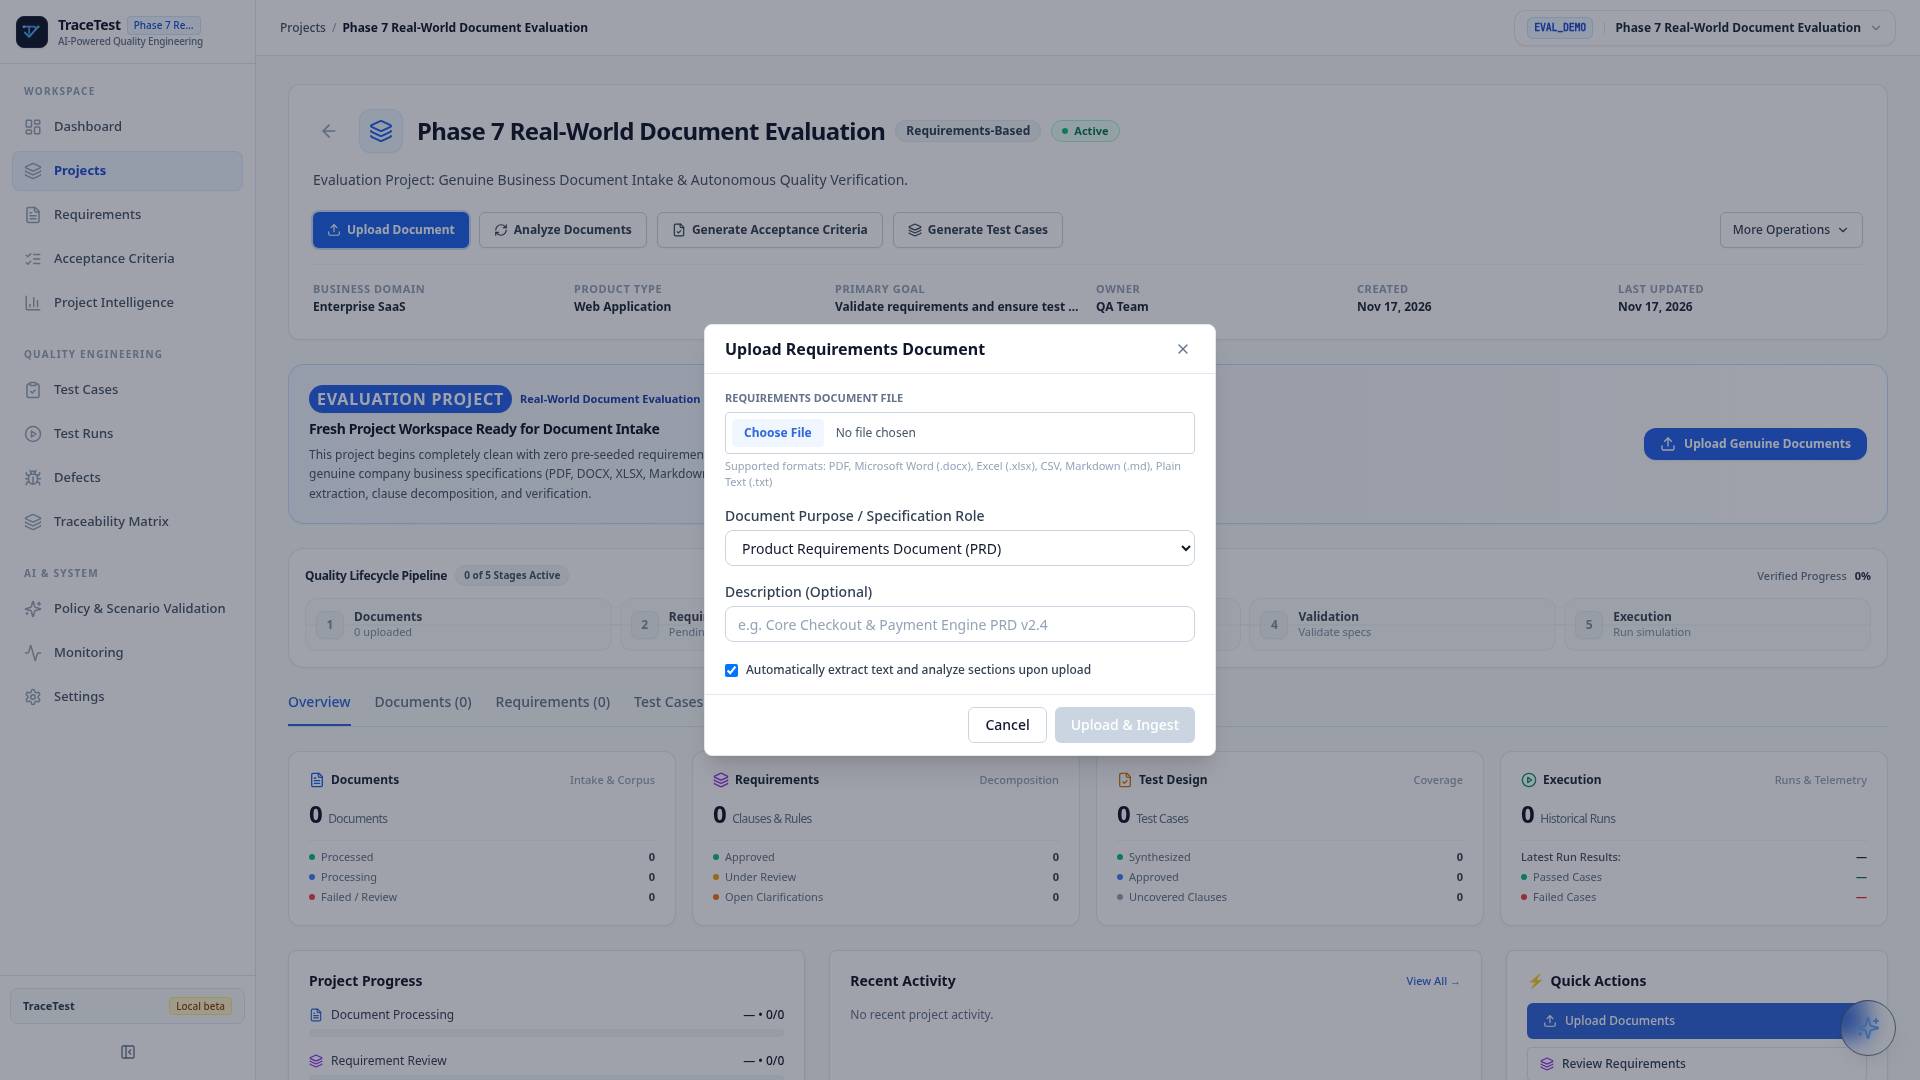 TraceTest
Phase 7 Re...
AI-Powered Quality Engineering
Projects / Phase 7 Real-World Document Evaluation
EVAL_DEMO
Phase 7 Real-World Document Evaluation
WORKSPACE
Dashboard
Projects
Requirements
Acceptance Criteria
Project Intelligence
QUALITY ENGINEERING
Test Cases
Test Runs
Defects
Traceability Matrix
AI & SYSTEM
Policy & Scenario Validation
Monitoring
Settings
TraceTest
Local beta
Phase 7 Real-World Document Evaluation
Requirements-Based
Active
Evaluation Project: Genuine Business Document Intake & Autonomous Quality Verification.
Upload Document
Analyze Documents
Generate Acceptance Criteria
Generate Test Cases
More Operations
BUSINESS DOMAIN
Enterprise SaaS
PRODUCT TYPE
Web Application
PRIMARY GOAL
Validate requirements and ensure test ...
OWNER
QA Team
CREATED
Nov 17, 2026
LAST UPDATED
Nov 17, 2026
EVALUATION PROJECT
Real-World Document Evaluation
Fresh Project Workspace Ready for Document Intake
This project begins completely clean with zero pre-seeded requiremen
genuine company business specifications (PDF, DOCX, XLSX, Markdow
extraction, clause decomposition, and verification.
Upload Genuine Documents
Upload Requirements Document
REQUIREMENTS DOCUMENT FILE
Choose File
No file chosen
Supported formats: PDF, Microsoft Word (.docx), Excel (.xlsx), CSV, Markdown (.md), Plain
Text (.txt)
Document Purpose / Specification Role
Product Requirements Document (PRD)
Description (Optional)
e.g. Core Checkout & Payment Engine PRD v2.4
Automatically extract text and analyze sections upon upload
Cancel
Upload & Ingest
Quality Lifecycle Pipeline
0 of 5 Stages Active
Verified Progress 0%
1
Documents
0 uploaded
2
Requi
Pendin
4
Validation
Validate specs
5
Execution
Run simulation
Overview
Documents (0)
Requirements (0)
Test Cases
Documents
Intake & Corpus
0 Documents
Processed 0
Processing 0
Failed / Review 0
Requirements
Decomposition
0 Clauses & Rules
Approved 0
Under Review 0
Open Clarifications 0
Test Design
Coverage
0 Test Cases
Synthesized 0
Approved 0
Uncovered Clauses 0
Execution
Runs & Telemetry
0 Historical Runs
Latest Run Results: —
Passed Cases —
Failed Cases —
Project Progress
Document Processing — • 0/0
Requirement Review — • 0/0
Recent Activity
View All →
No recent project activity.
⚡ Quick Actions
Upload Documents
Review Requirements